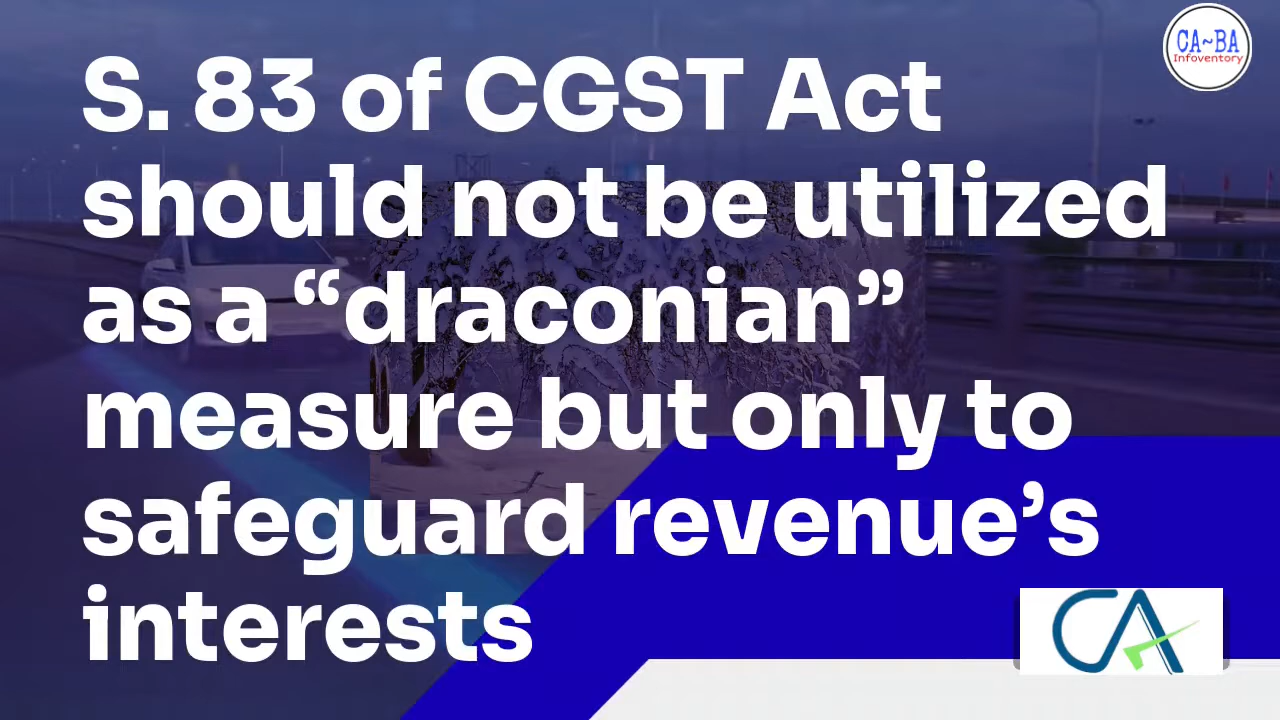 CA~BA
Infoventory
S. 83 of CGST Act
should not be utilized
as a “draconian”
measure but only to
safeguard revenue’s
interests
CA